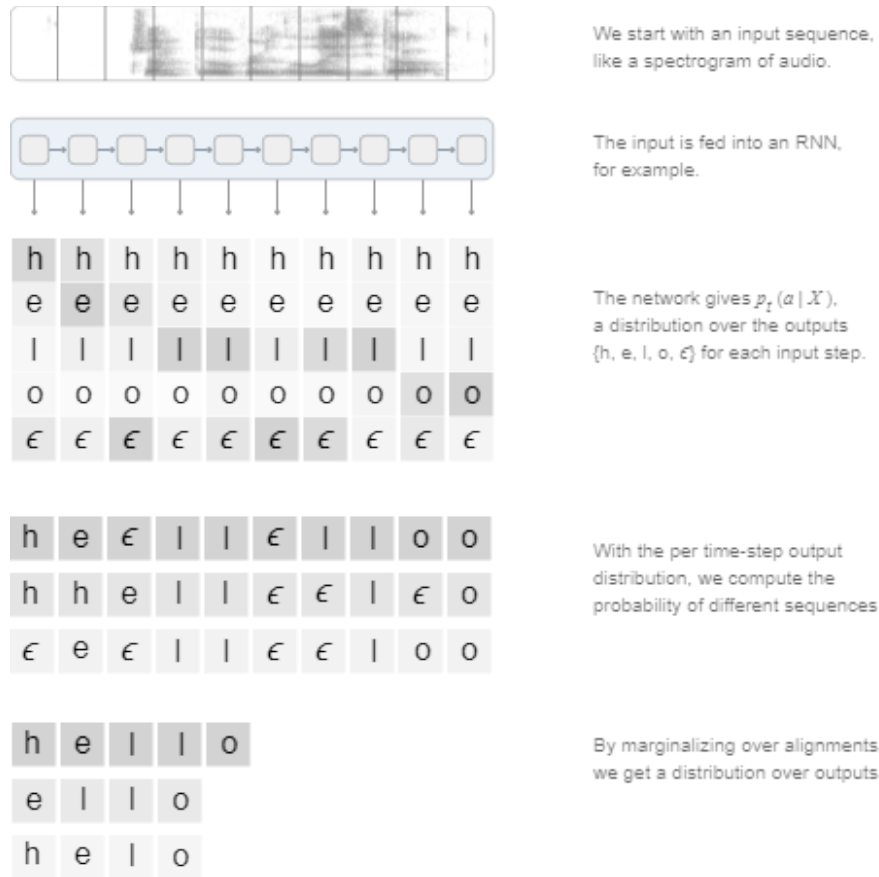 We start with an input sequence,
like a spectrogram of audio.
The input is fed into an RNN,
for example.
h h h h h h h h h h
e e e e e e e e e e
l l l l l l l l l l
o o o o o o o o o o
ϵ ϵ ϵ ϵ ϵ ϵ ϵ ϵ ϵ ϵ
The network gives pₜ (a | X),
a distribution over the outputs
{h, e, l, o, ϵ} for each input step.
h e ϵ l l ϵ l l o o
h h e l l ϵ ϵ l ϵ o
ϵ e ϵ l l ϵ ϵ l o o
With the per time-step output
distribution, we compute the
probability of different sequences
h e l l o
e l l o
h e l o
By marginalizing over alignments
we get a distribution over outputs